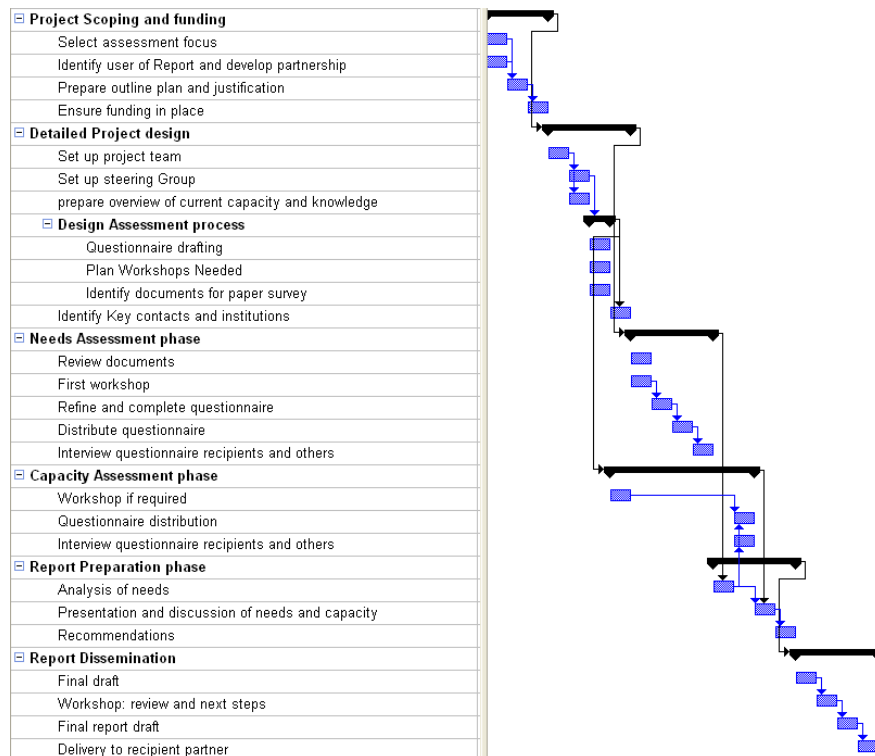 Project Scoping and funding
Select assessment focus
Identify user of Report and develop partnership
Prepare outline plan and justification
Ensure funding in place
Detailed Project design
Set up project team
Set up steering Group
prepare overview of current capacity and knowledge
Design Assessment process
Questionnaire drafting
Plan Workshops Needed
Identify documents for paper survey
Identify Key contacts and institutions
Needs Assessment phase
Review documents
First workshop
Refine and complete questionnaire
Distribute questionnaire
Interview questionnaire recipients and others
Capacity Assessment phase
Workshop if required
Questionnaire distribution
Interview questionnaire recipients and others
Report Preparation phase
Analysis of needs
Presentation and discussion of needs and capacity
Recommendations
Report Dissemination
Final draft
Workshop: review and next steps
Final report draft
Delivery to recipient partner